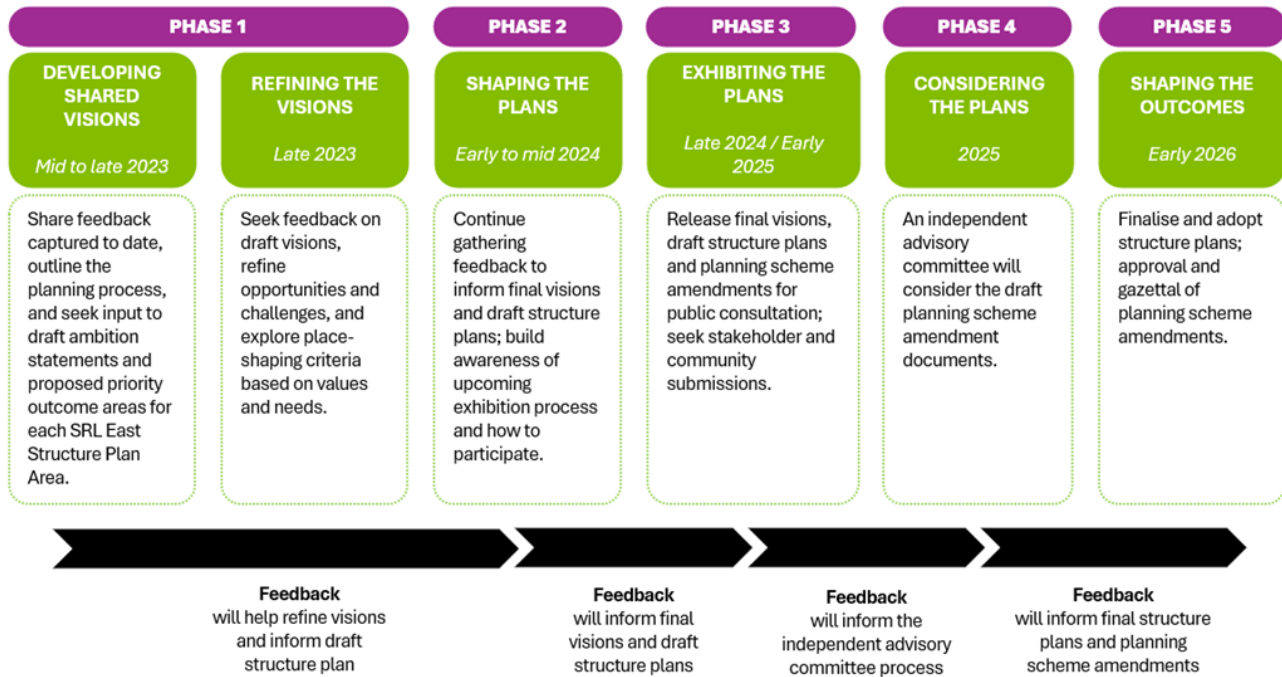 PHASE 1
PHASE 2
PHASE 3
PHASE 4
PHASE 5
DEVELOPING
SHARED
VISIONS
Mid to late 2023
REFINING THE
VISIONS
Late 2023
SHAPING THE
PLANS
Early to mid 2024
EXHIBITING THE
PLANS
Late 2024 / Early
2025
CONSIDERING
THE PLANS
2025
SHAPING THE
OUTCOMES
Early 2026
Share feedback
captured to date,
outline the
planning process,
and seek input to
draft ambition
statements and
proposed priority
outcome areas for
each SRL East
Structure Plan
Area.
Seek feedback on
draft visions,
refine
opportunities and
challenges, and
explore place-
shaping criteria
based on values
and needs.
Continue
gathering
feedback to
inform final visions
and draft structure
plans; build
awareness of
upcoming
exhibition process
and how to
participate.
Release final visions,
draft structure plans
and planning scheme
amendments for
public consultation;
seek stakeholder and
community
submissions.
An independent
advisory
committee will
consider the draft
planning scheme
amendment
documents.
Finalise and adopt
structure plans;
approval and
gazettal of
planning scheme
amendments.
Feedback
will help refine visions
and inform draft
structure plan
Feedback
will inform final
visions and draft
structure plans
Feedback
will inform the
independent advisory
committee process
Feedback
will inform final structure
plans and planning
scheme amendments